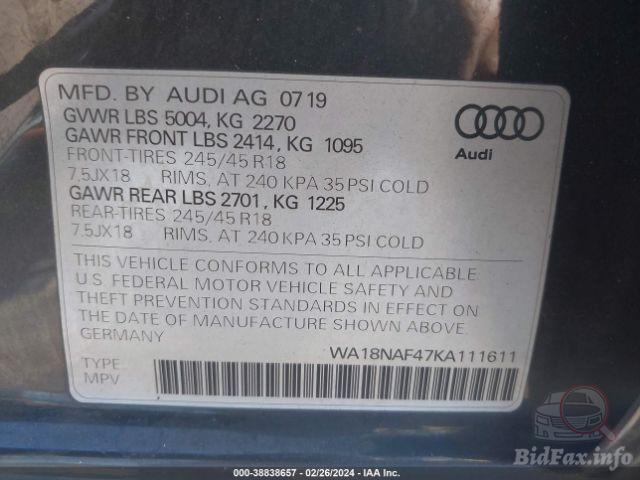 MFD. BY AUDI AG 07 19
GVWR LBS 5004, KG 2270
GAWR FRONT LBS 2414, KG 1095
FRONT-TIRES 245/45 R18
7.5JX18 RIMS, AT 240 KPA 35 PSI COLD
GAWR REAR LBS 2701, KG 1225
REAR-TIRES 245/45 R18
7.5JX18 RIMS, AT 240 KPA 35 PSI COLD
Audi
THIS VEHICLE CONFORMS TO ALL APPLICABLE
U.S. FEDERAL MOTOR VEHICLE SAFETY AND
THEFT PREVENTION STANDARDS IN EFFECT ON
THE DATE OF MANUFACTURE SHOWN ABOVE.
GERMANY
WA18NAF47KA111611
TYPE:
MPV
000-38838657 - 02/26/2024 - IAA Inc.
BidFax.info